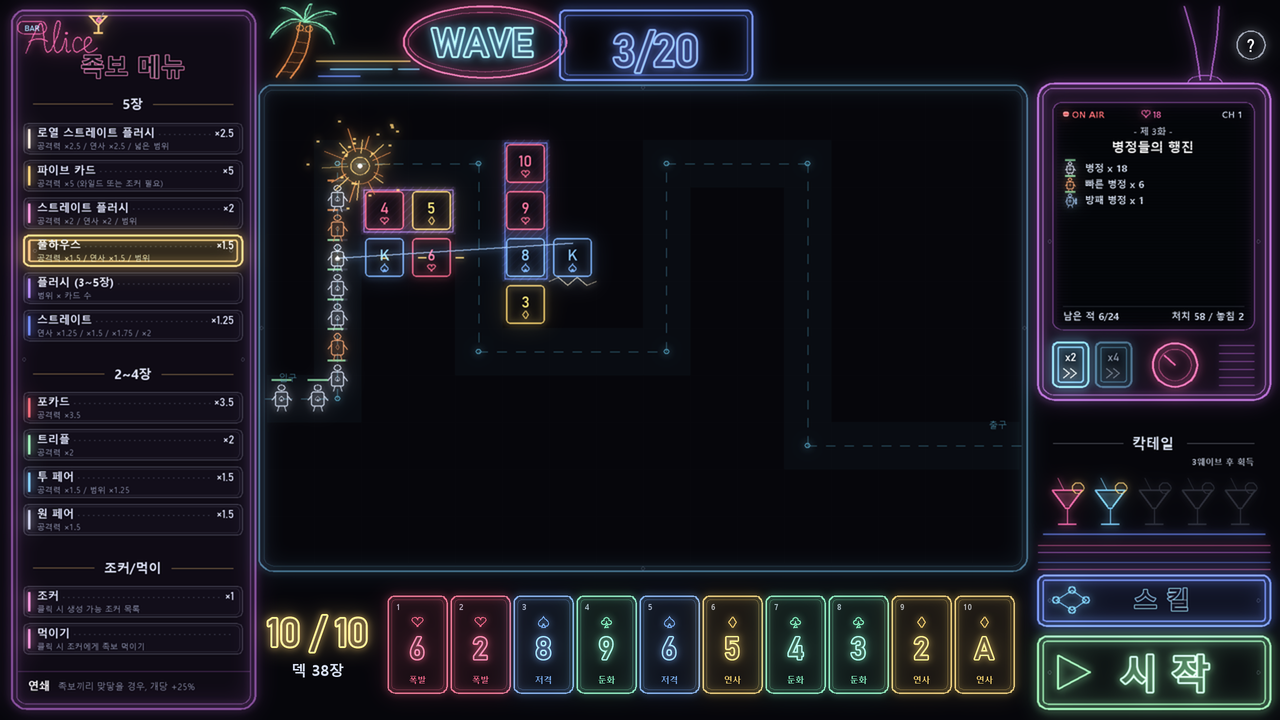 BAR
Alice
족보 메뉴
5장
로열 스트레이트 플러시 ×2.5
공격력 ×2.5 / 연사 ×2.5 / 넓은 범위
파이브 카드 ×5
공격력 ×5 (와일드 또는 조커 필요)
스트레이트 플러시 ×2
공격력 ×2 / 연사 ×2 / 범위
풀하우스 ×1.5
공격력 ×1.5 / 연사 ×1.5 / 범위
플러시 (3~5장)
범위 × 카드 수
스트레이트 ×1.25
연사 ×1.25 / ×1.5 / ×1.75 / ×2
2~4장
포카드 ×3.5
공격력 ×3.5
트리플 ×2
공격력 ×2
투 페어 ×1.5
공격력 ×1.5 / 범위 ×1.25
원 페어 ×1.5
공격력 ×1.5
조커/먹이
조커 ×1
클릭 시 생성 가능 조커 목록
먹이기
클릭 시 조커에게 족보 먹이기
연쇄 족보끼리 맞닿을 경우, 개당 +25%
WAVE
3/20
10
4 5 9
K 6 8 K
3
입구
출구
10 / 10
덱 38장
1 6 폭발
2 2 폭발
3 8 저격
4 9 둔화
5 6 저격
6 5 연사
7 4 둔화
8 3 둔화
9 2 연사
10 A 연사
?
ON AIR ♡18 CH 1
- 제 3화 -
병정들의 행진
병정 x 18
빠른 병정 x 6
방패 병정 x 1
남은 적 6/24 처치 58 / 놓침 2
x2 >>
x4 >>
칵테일
3웨이브 후 획득
스킬
시작